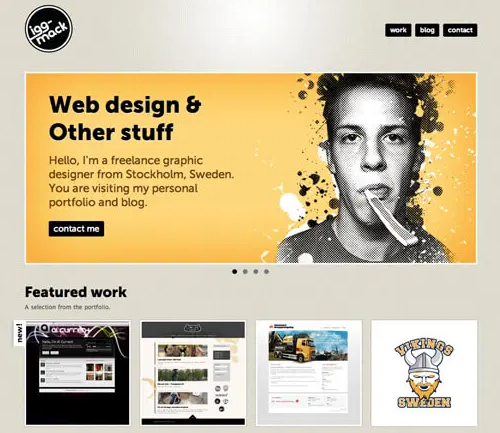 igg-
mack
work blog contact
Web design &
Other stuff
Hello, I'm a freelance graphic
designer from Stockholm, Sweden.
You are visiting my personal
portfolio and blog.
contact me
Featured work
A selection from the portfolio.
new!
VIKINGS
SWEDEN